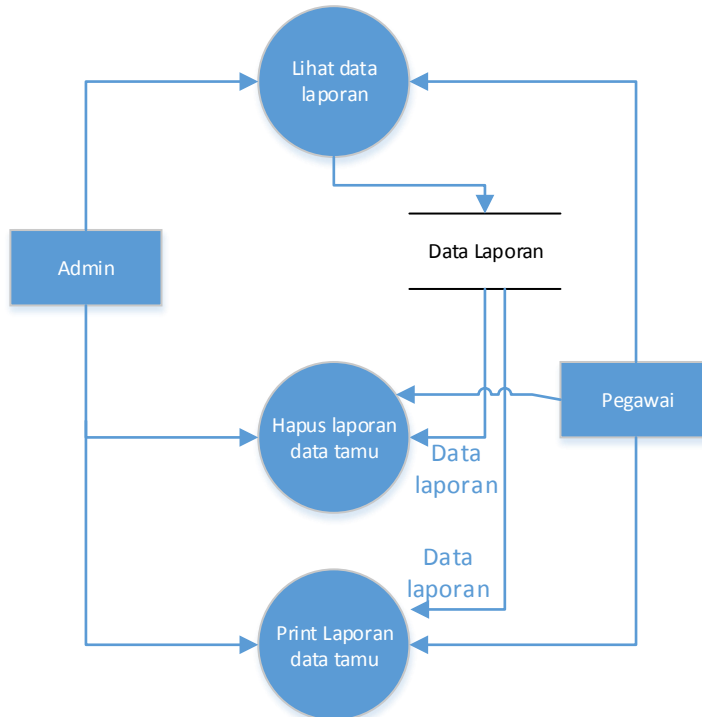 Lihat data
laporan
Data Laporan
Admin
Pegawai
Hapus laporan
data tamu
Data
laporan
Data
laporan
Print Laporan
data tamu